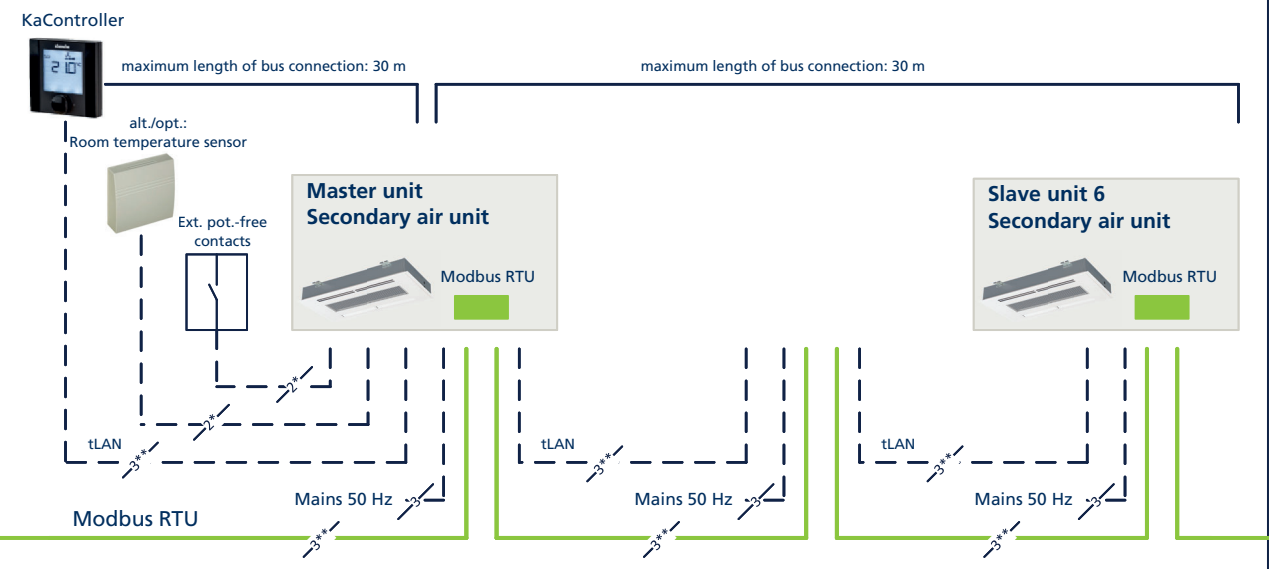 KaController
maximum length of bus connection: 30 m
maximum length of bus connection: 30 m
alt./opt.:
Room temperature sensor
Ext. pot.-free
contacts
Master unit
Secondary air unit
Modbus RTU
Slave unit 6
Secondary air unit
Modbus RTU
2*
2*
tLAN
3**
tLAN
3**
tLAN
3**
Mains 50 Hz
3
Mains 50 Hz
3
Mains 50 Hz
3
Modbus RTU
3**
3**
3**